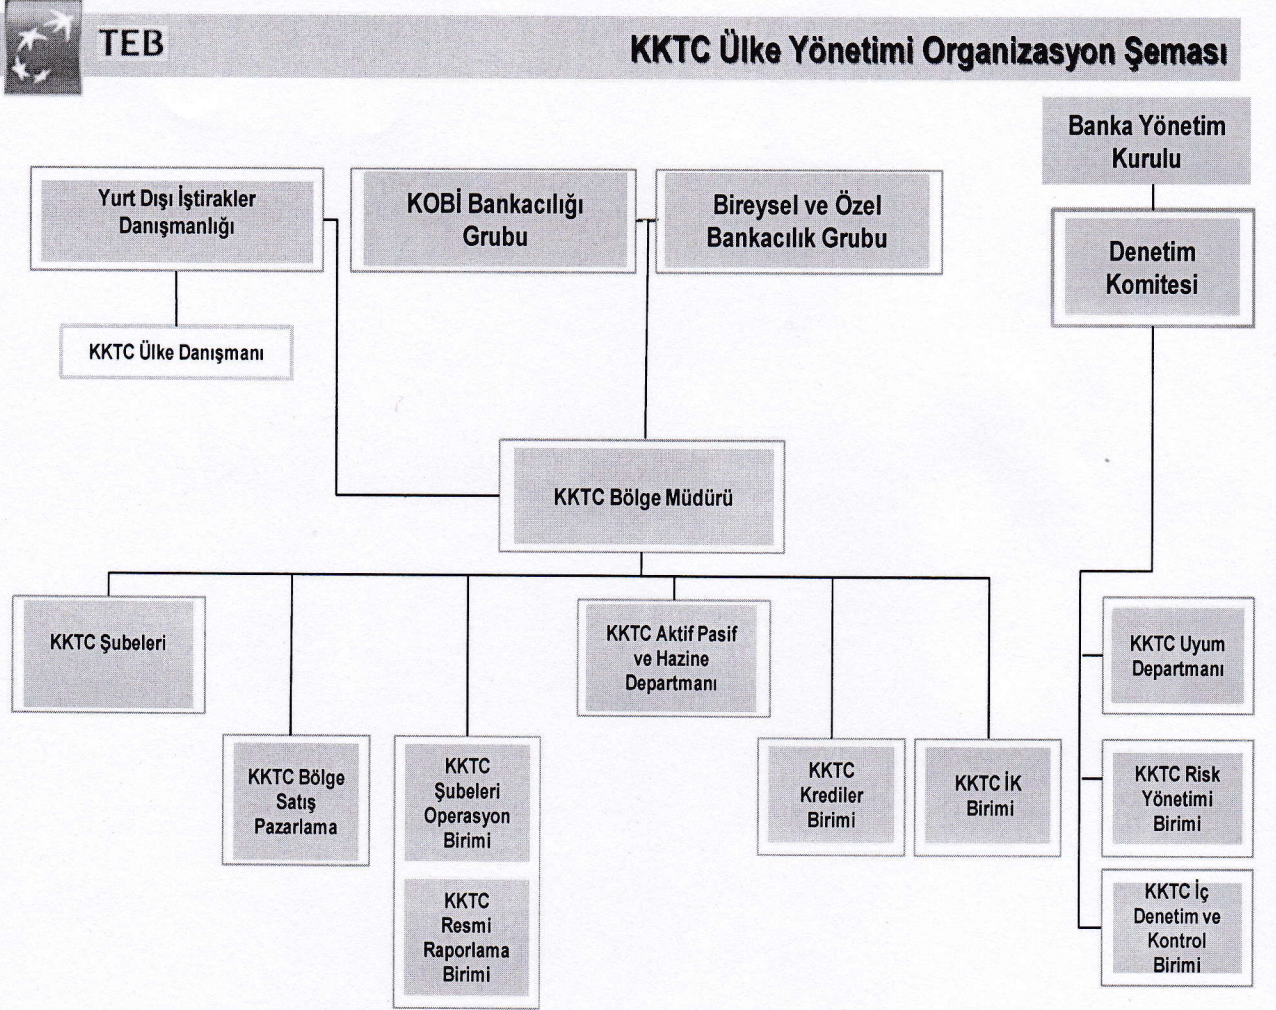 TEB
KKTC Ülke Yönetimi Organizasyon Şeması
Banka Yönetim
Kurulu
Yurt Dışı İştirakler
Danışmanlığı
KOBİ Bankacılığı
Grubu
Bireysel ve Özel
Bankacılık Grubu
Denetim
Komitesi
KKTC Ülke Danışmanı
KKTC Bölge Müdürü
KKTC Şubeleri
KKTC Aktif Pasif
ve Hazine
Departmanı
KKTC Uyum
Departmanı
KKTC Bölge
Satış
Pazarlama
KKTC
Şubeleri
Operasyon
Birimi
KKTC
Krediler
Birimi
KKTC İK
Birimi
KKTC Risk
Yönetimi
Birimi
KKTC
Resmi
Raporlama
Birimi
KKTC İç
Denetim ve
Kontrol
Birimi